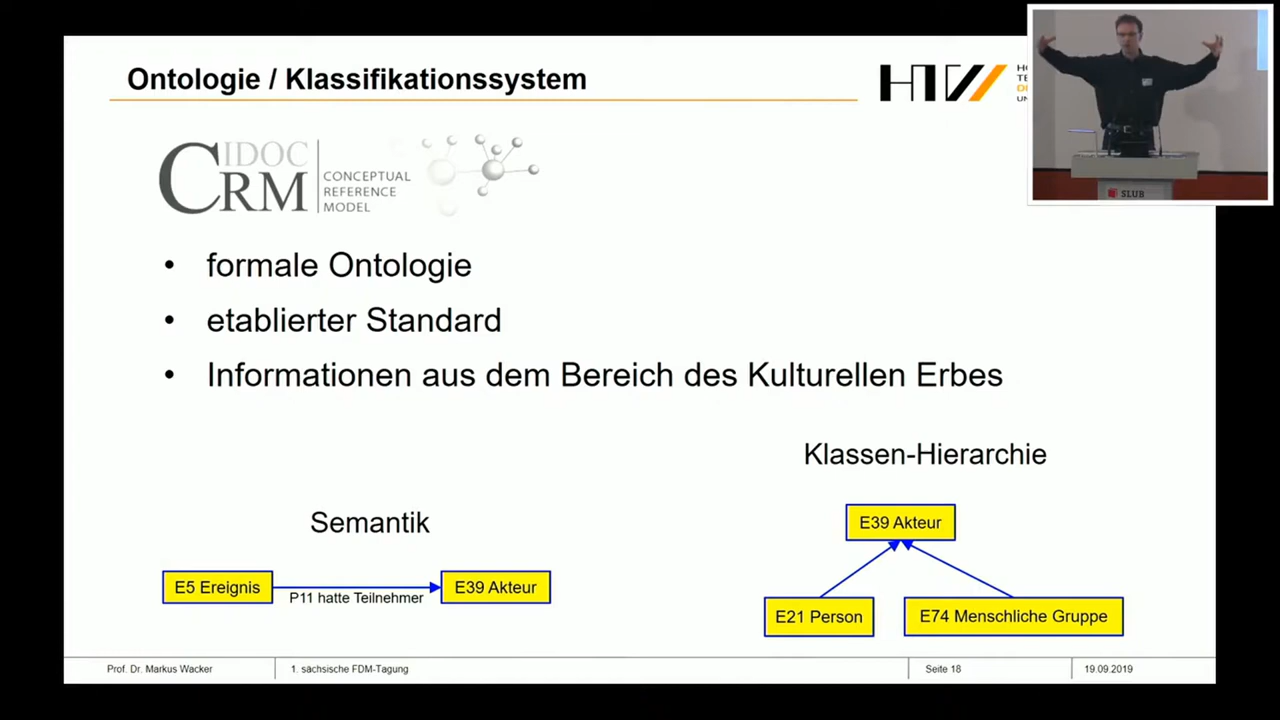 Ontologie / Klassifikationssystem
HTW
CIDOC
CRM
CONCEPTUAL
REFERENCE
MODEL
• formale Ontologie
• etablierter Standard
• Informationen aus dem Bereich des Kulturellen Erbes
Klassen-Hierarchie
Semantik
E39 Akteur
E5 Ereignis
P11 hatte Teilnehmer
E39 Akteur
E21 Person
E74 Menschliche Gruppe
Prof. Dr. Markus Wacker
1. sächsische FDM-Tagung
Seite 18
19.09.2019
SLUB